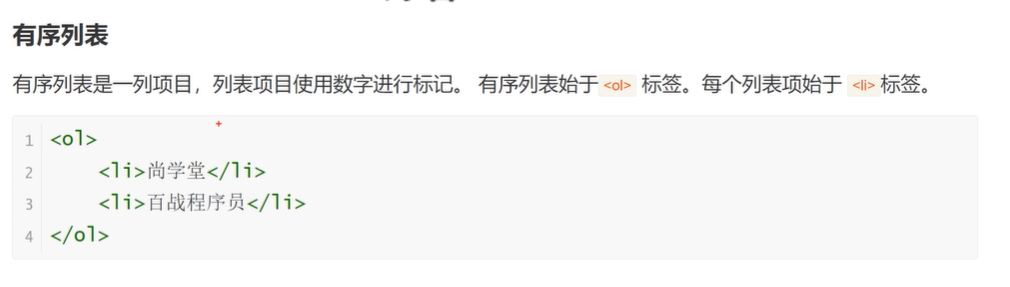 有序列表
有序列表是一列项目，列表项目使用数字进行标记。 有序列表始于 <ol> 标签。每个列表项始于 <li> 标签。
1 <ol>
2     <li>尚学堂</li>
3     <li>百战程序员</li>
4 </ol>